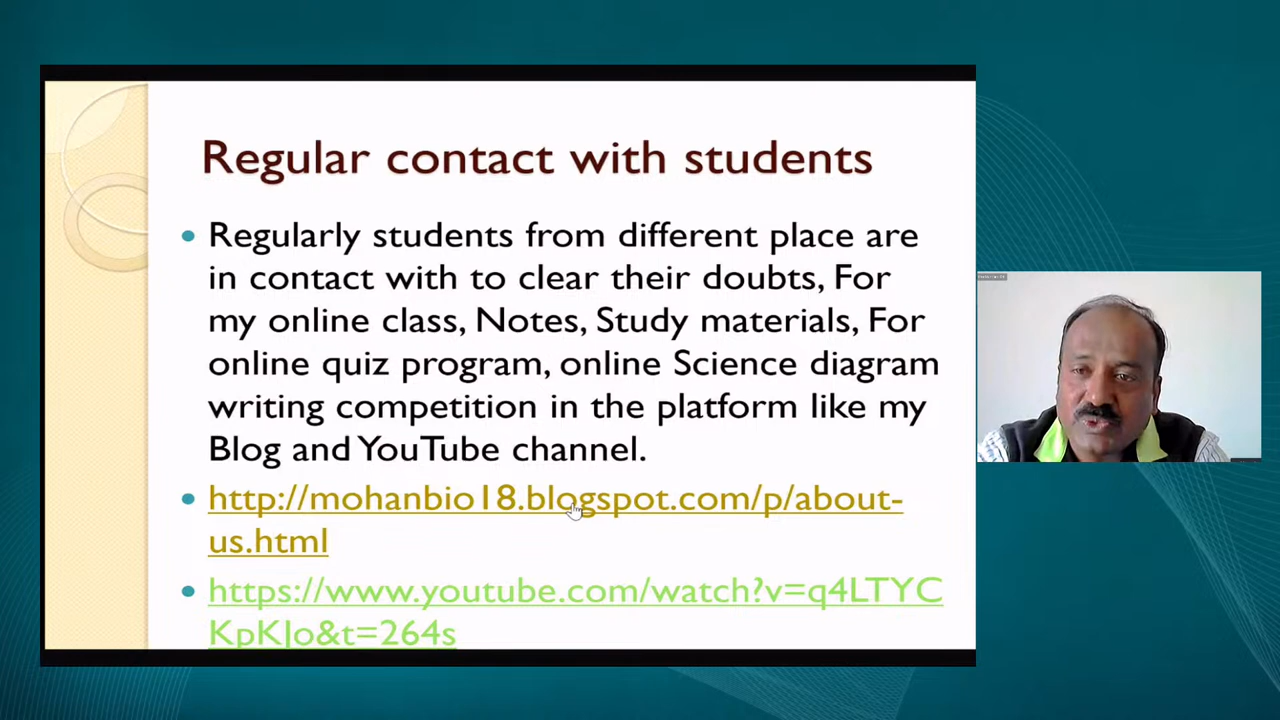 Regular contact with students
Regularly students from different place are
in contact with to clear their doubts, For
my online class, Notes, Study materials, For
online quiz program, online Science diagram
writing competition in the platform like my
Blog and YouTube channel.
http://mohanbio18.blogspot.com/p/about-
us.html
https://www.youtube.com/watch?v=q4LTYC
KpKJo&t=264s